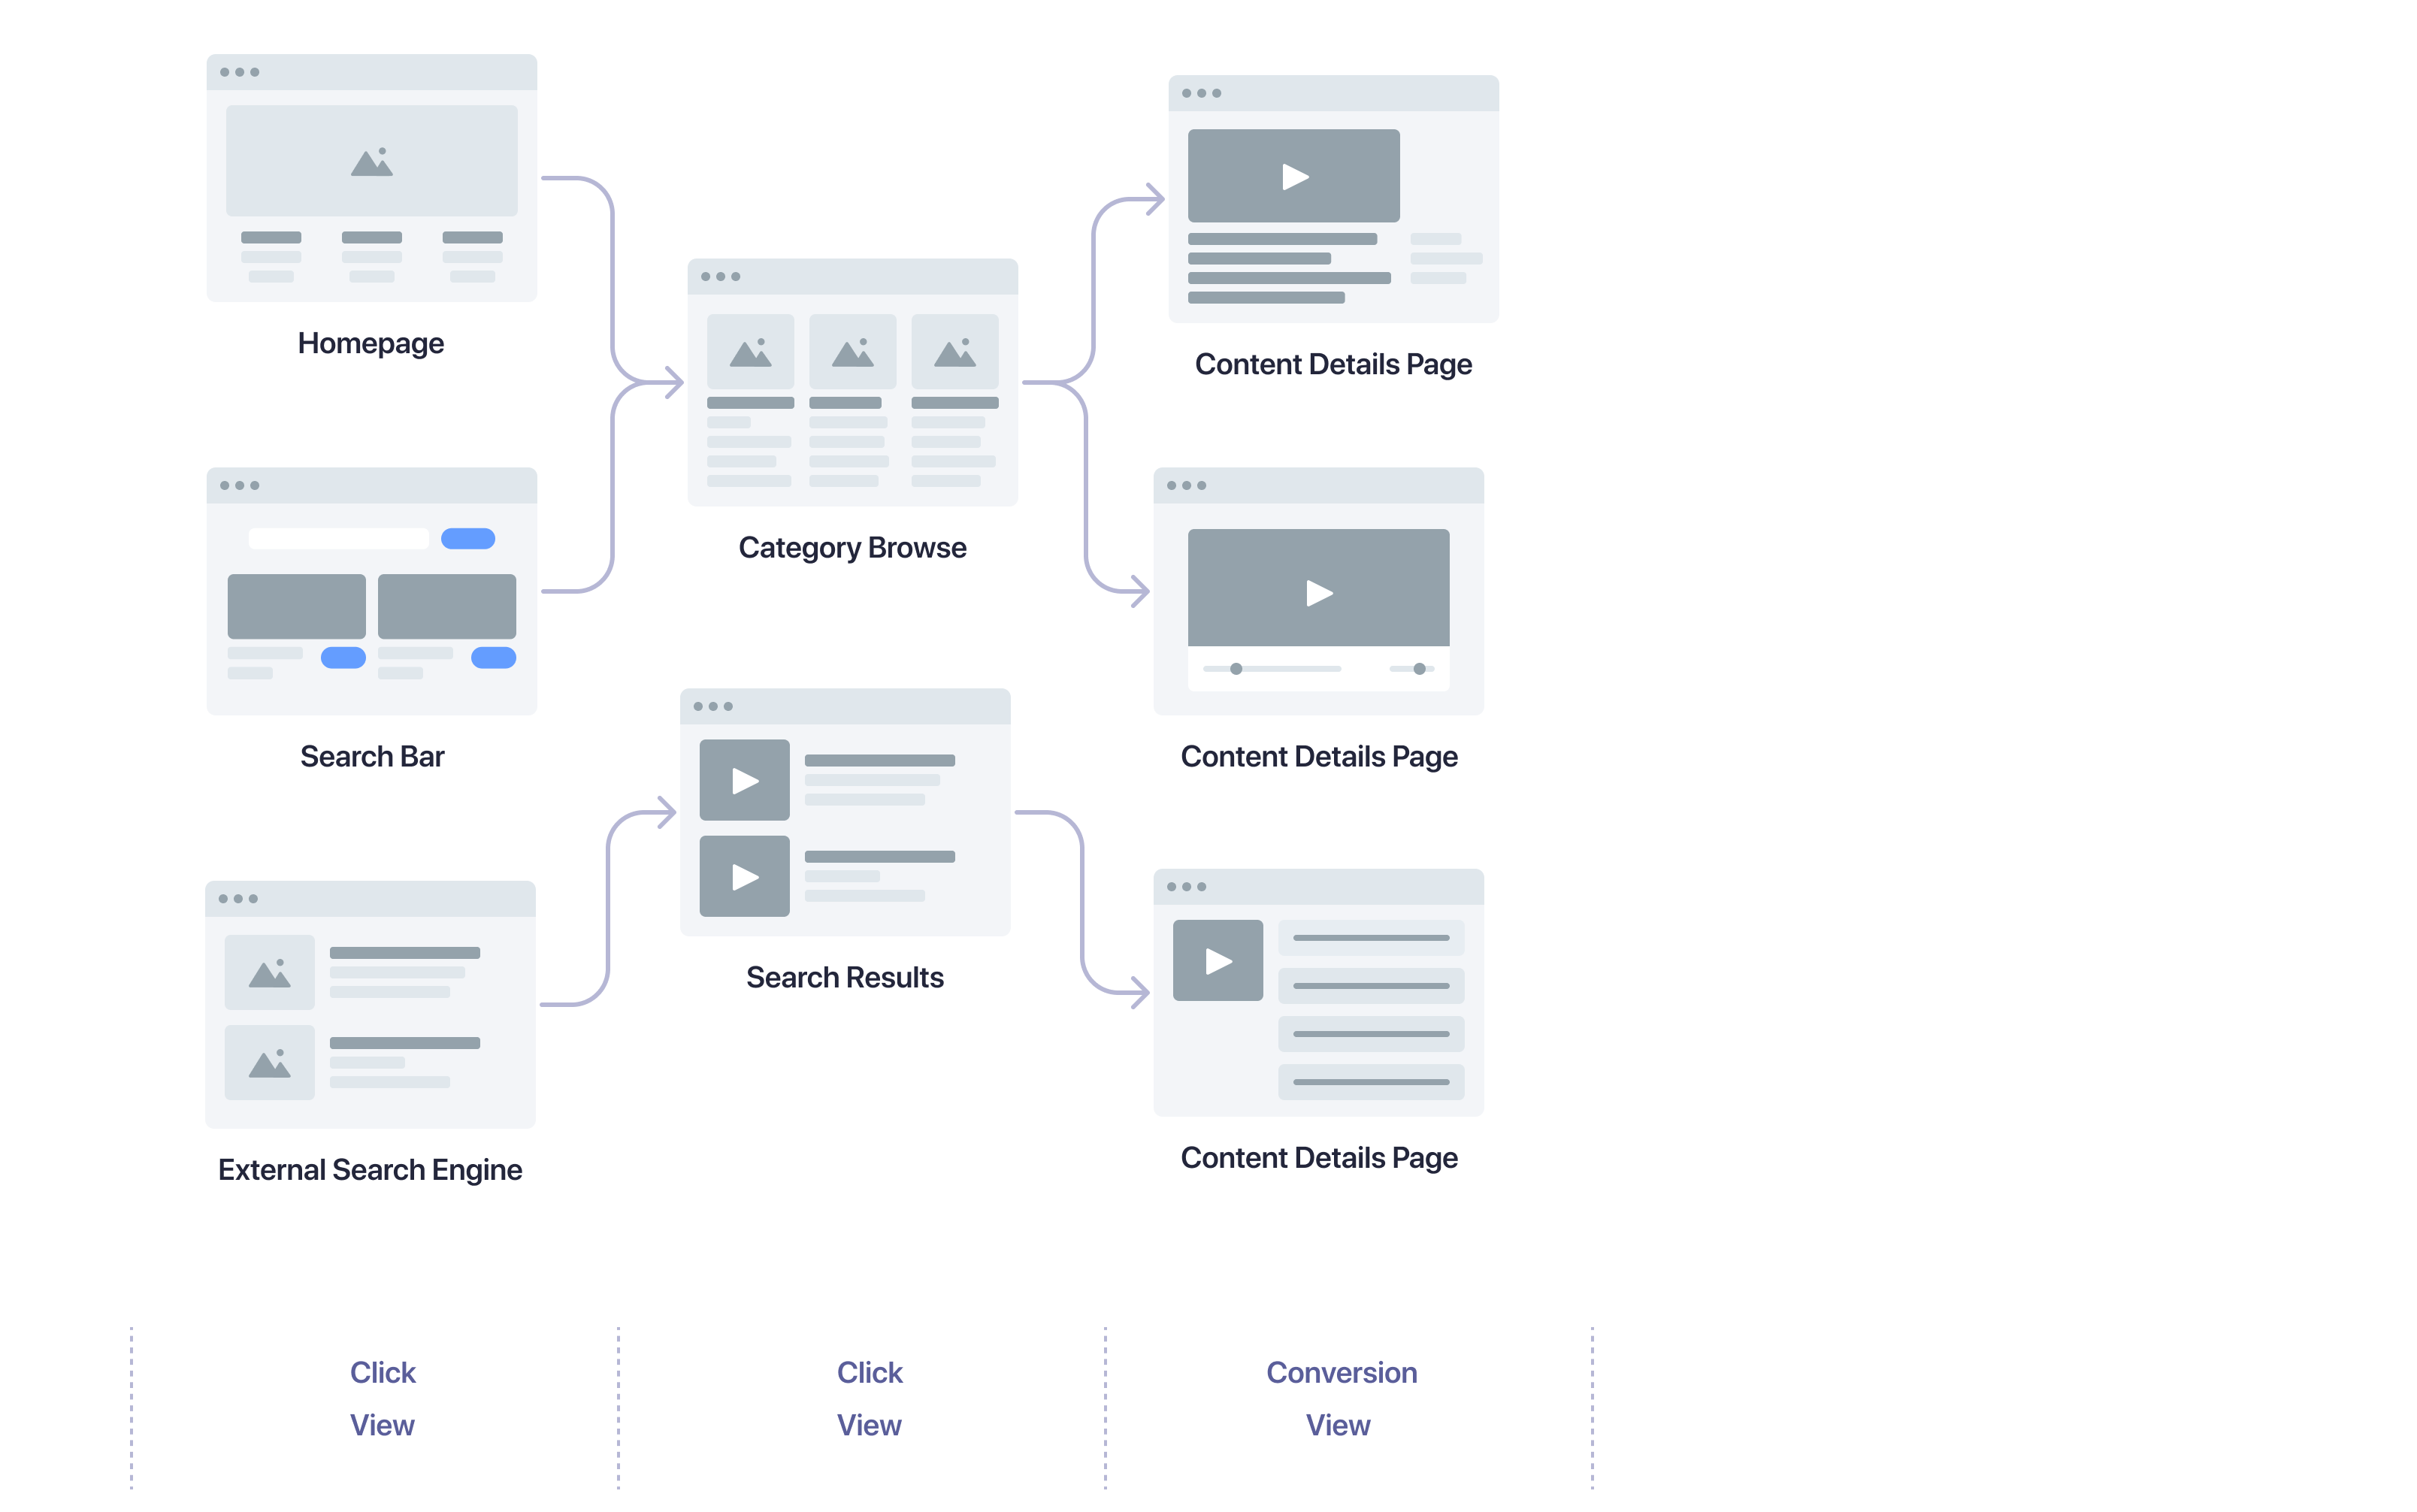 Homepage
Content Details Page
Category Browse
Search Bar
Content Details Page
Search Results
External Search Engine
Content Details Page
Click
View
Click
View
Conversion
View